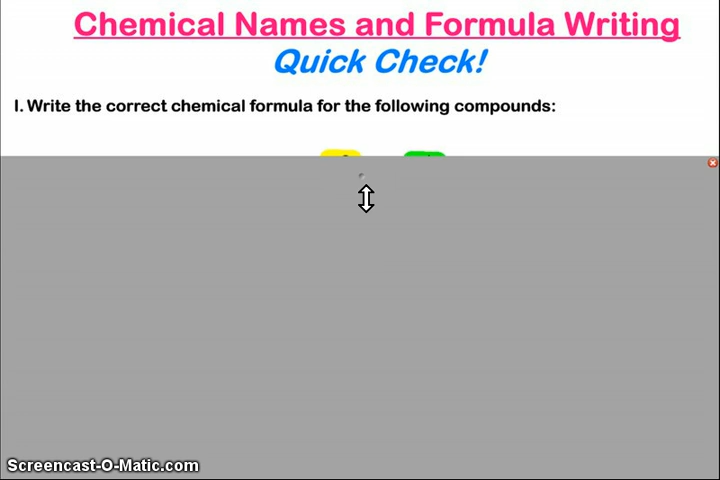 Chemical Names and Formula Writing
Quick Check!
I. Write the correct chemical formula for the following compounds:
Screencast-O-Matic.com